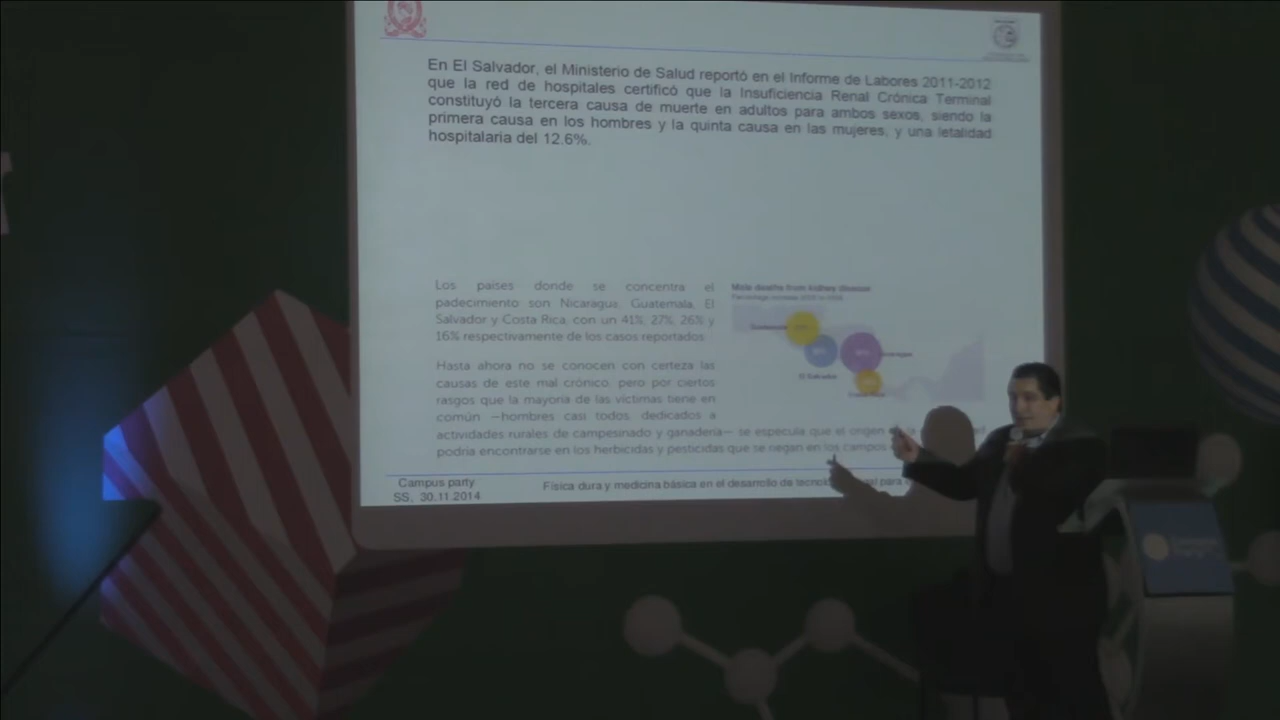 En El Salvador, el Ministerio de Salud reportó en el Informe de Labores 2011-2012
que la red de hospitales certificó que la Insuficiencia Renal Crónica Terminal
constituyó la tercera causa de muerte en adultos para ambos sexos, siendo la
primera causa en los hombres y la quinta causa en las mujeres, y una letalidad
hospitalaria del 12.6%.
Los países donde se concentra el
padecimiento son Nicaragua, Guatemala, El
Salvador y Costa Rica, con un 41%, 27%, 26% y
16% respectivamente de los casos reportados
Male deaths from kidney disease
El Salvador
Hasta ahora no se conocen con certeza las
causas de este mal crónico, pero por ciertos
rasgos que la mayoría de las víctimas tiene en
común —hombres casi todos, dedicados a
actividades rurales de campesinado y ganadería— se especula que el origen
podría encontrarse en los herbicidas y pesticidas que se riegan en los campos
Campus party
SS, 30.11.2014
Física dura y medicina básica en el desarrollo de para